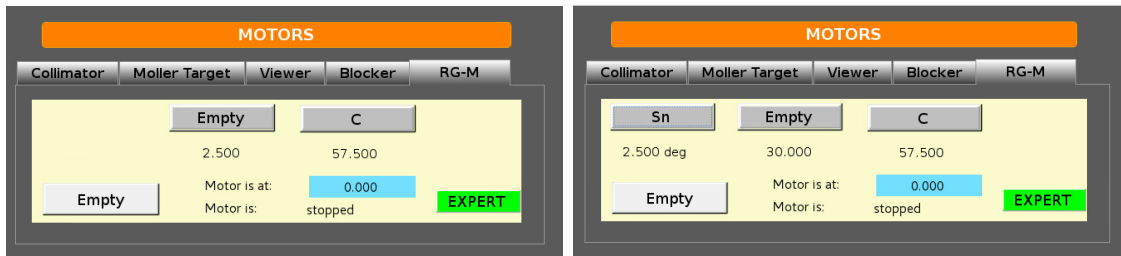 MOTORS
Collimator Moller Target Viewer Blocker RG-M
Empty C
2.500 57.500
Motor is at: 0.000
Empty
Motor is: stopped
EXPERT
MOTORS
Collimator Moller Target Viewer Blocker RG-M
Sn Empty C
2.500 deg 30.000 57.500
Motor is at: 0.000
Empty
Motor is: stopped
EXPERT